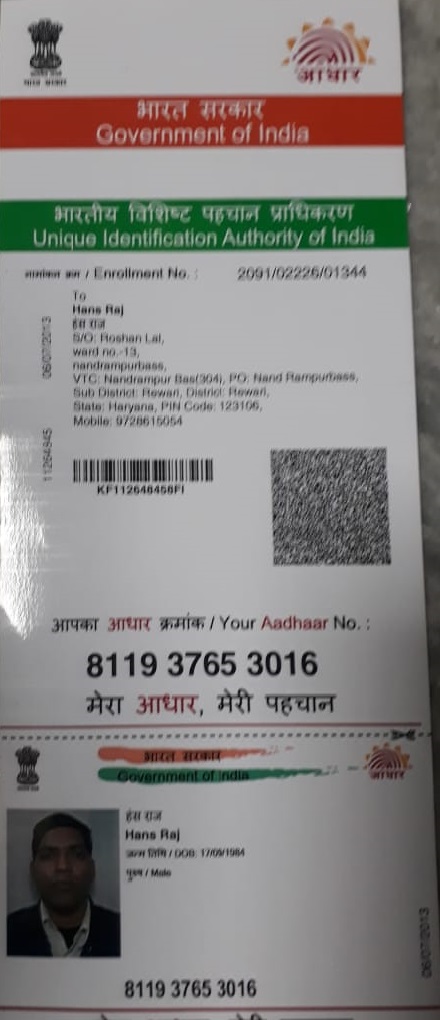 भारत सरकार
आधार
भारत सरकार
Government of India
भारतीय विशिष्ट पहचान प्राधिकरण
Unique Identification Authority of India
नामांकन क्रम / Enrollment No. : 2091/02226/01344
To
Hans Raj
हंस राज
S/O: Roshan Lal,
ward no.-13,
nandrampurbass,
VTC: Nandrampur Bas(304), PO: Nand Rampurbass,
Sub District: Rewari, District: Rewari,
State: Haryana, PIN Code: 123106,
Mobile: 9728615054
06/07/2013
KF112648458FI
आपका आधार क्रमांक / Your Aadhaar No. :
8119 3765 3016
मेरा आधार, मेरी पहचान
भारत सरकार
Government of India
आधार
हंस राज
Hans Raj
जन्म तिथि / DOB: 17/09/1984
पुरुष / Male
06/07/2013
8119 3765 3016